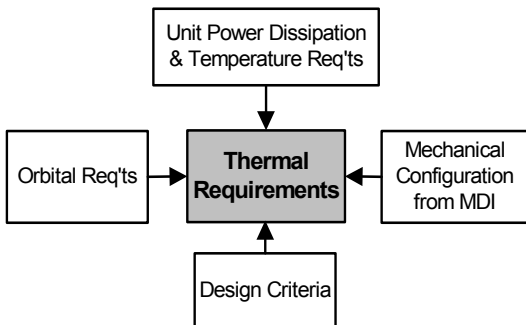 Unit Power Dissipation
& Temperature Req'ts
Orbital Req'ts
Thermal
Requirements
Mechanical
Configuration
from MDI
Design Criteria